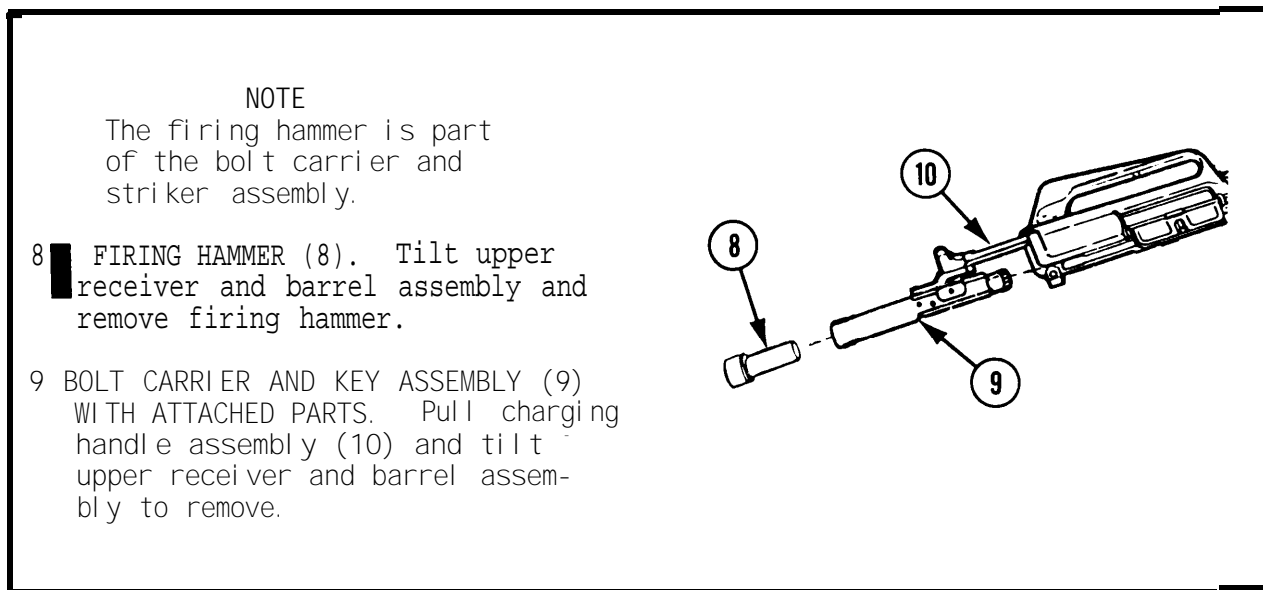 NOTE
The firing hammer is part
of the bolt carrier and
striker assembly.
8 FIRING HAMMER (8). Tilt upper
receiver and barrel assembly and
remove firing hammer.
9 BOLT CARRIER AND KEY ASSEMBLY (9)
WITH ATTACHED PARTS. Pull charging
handle assembly (10) and tilt
upper receiver and barrel assem-
bly to remove.
10
8
9